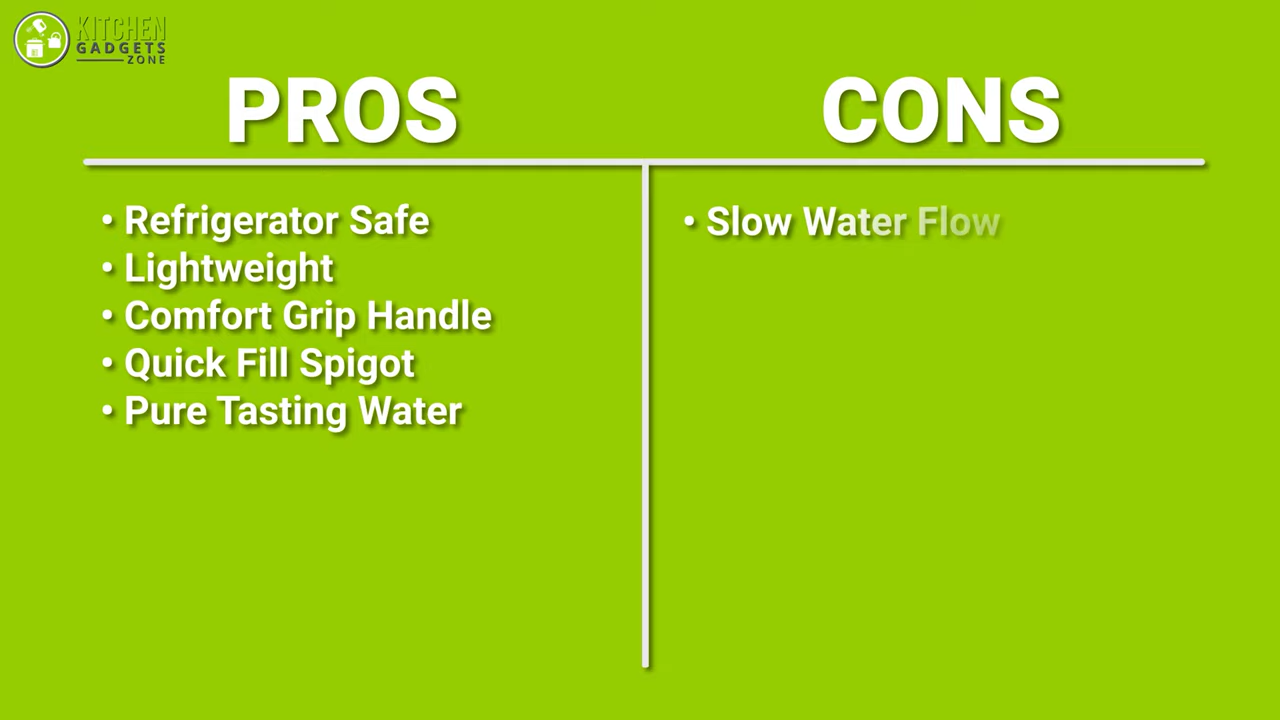 KITCHEN
GADGETS
ZONE
PROS
CONS
• Refrigerator Safe
• Lightweight
• Comfort Grip Handle
• Quick Fill Spigot
• Pure Tasting Water
• Slow Water Flow